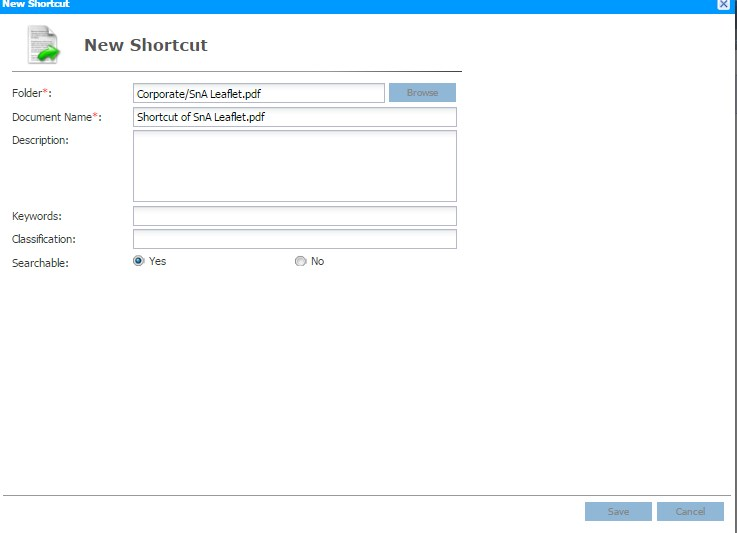 New Shortcut
New Shortcut
Folder*: Corporate/SnA Leaflet.pdf Browse
Document Name*: Shortcut of SnA Leaflet.pdf
Description:
Keywords:
Classification:
Searchable: Yes No
Save Cancel